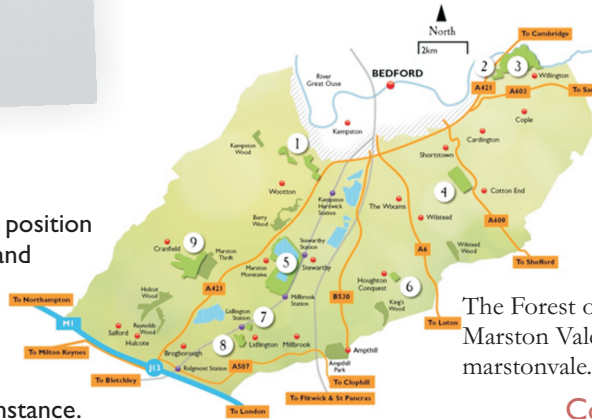 position
and
nstance.
North
2km
To Cambridge
River
Great Ouse
BEDFORD
2
3
Willington
A421
A603
To Sa
Kempston
Cople
Cardington
1
Kempston
Wood
Shortstown
Wootton
4
Cotton End
Kempston
Hardwick
Station
The Wixams
Wilstead
Berry
Wood
A600
9
Cranfield
Marston
Thrift
Stewartby
Station
A6
Wilstead
Wood
To Shefford
Marston
Moretaine
5
Stewartby
A421
Houghton
Conquest
6
Holcot
Wood
Millbrook
Station
B530
King's
Wood
To Northampton
Lidlington
Station
7
To Luton
M1
Salford
Reynolds
Wood
Hulcote
8
Lidlington
Millbrook
To Milton Keynes
Brogborough
Ampthill
J13
Ridgmont Station
A507
Ampthill
Park
To Bletchley
To Clophill
To Flitwick & St Pancras
To London
The Forest o
Marston Vale
marstonvale.
Co